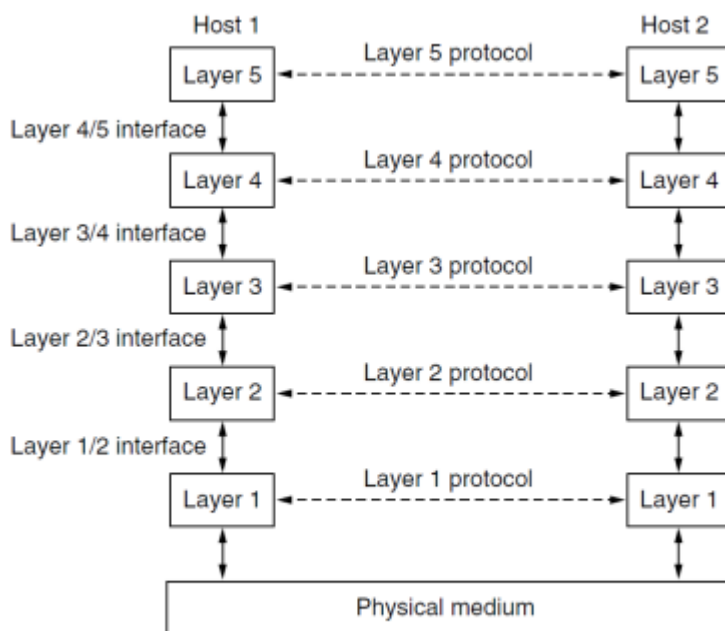 Host 1
Host 2
Layer 5 protocol
Layer 5
Layer 5
Layer 4/5 interface
Layer 4 protocol
Layer 4
Layer 4
Layer 3/4 interface
Layer 3 protocol
Layer 3
Layer 3
Layer 2/3 interface
Layer 2 protocol
Layer 2
Layer 2
Layer 1/2 interface
Layer 1 protocol
Layer 1
Layer 1
Physical medium